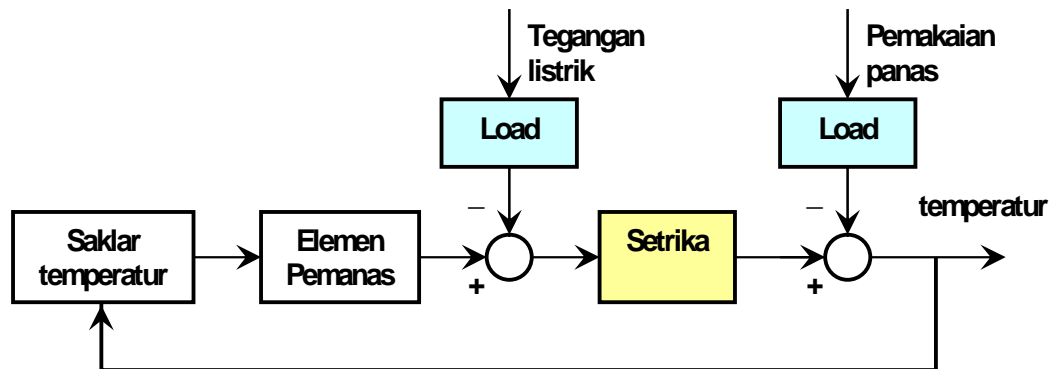 Tegangan
listrik
Pemakaian
panas
Load
Load
–
–
temperatur
Saklar
temperatur
Elemen
Pemanas
Setrika
+
+